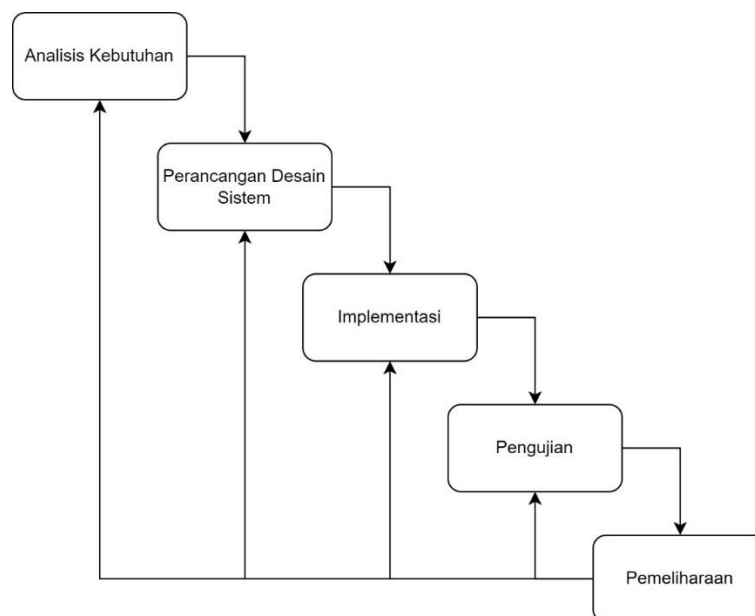 Analisis Kebutuhan
Perancangan Desain
Sistem
Implementasi
Pengujian
Pemeliharaan